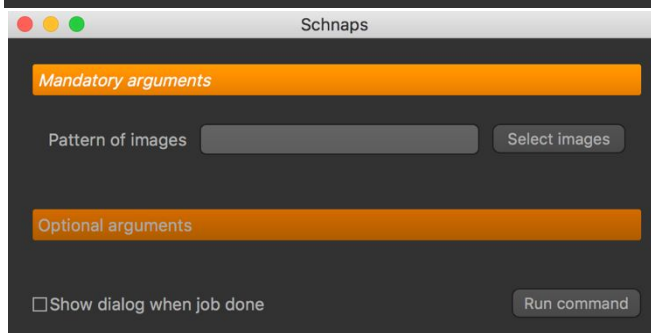 Schnaps
Mandatory arguments
Pattern of images Select images
Optional arguments
Show dialog when job done Run command